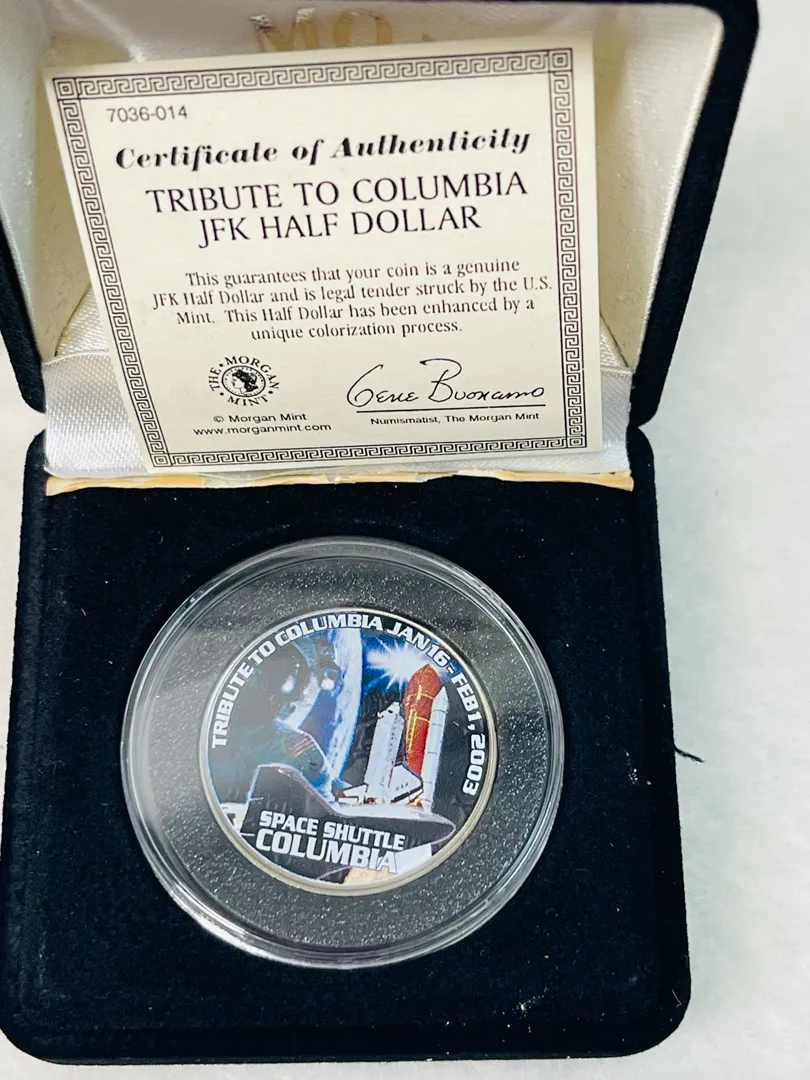 7036-014
Certificate of Authenticity
TRIBUTE TO COLUMBIA
JFK HALF DOLLAR
This guarantees that your coin is a genuine
JFK Half Dollar and is legal tender struck by the U.S.
Mint. This Half Dollar has been enhanced by a
unique colorization process.
THE • MORGAN • MINT •
Gene Buonamo
© Morgan Mint
www.morganmint.com
Numismatist, The Morgan Mint
TRIBUTE TO COLUMBIA JAN 16 - FEB 1, 2003
SPACE SHUTTLE
COLUMBIA